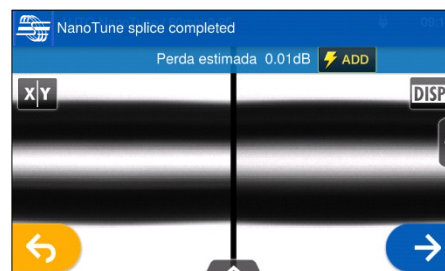 NanoTune splice completed
Perda estimada 0.01dB ADD
X|Y
DISP